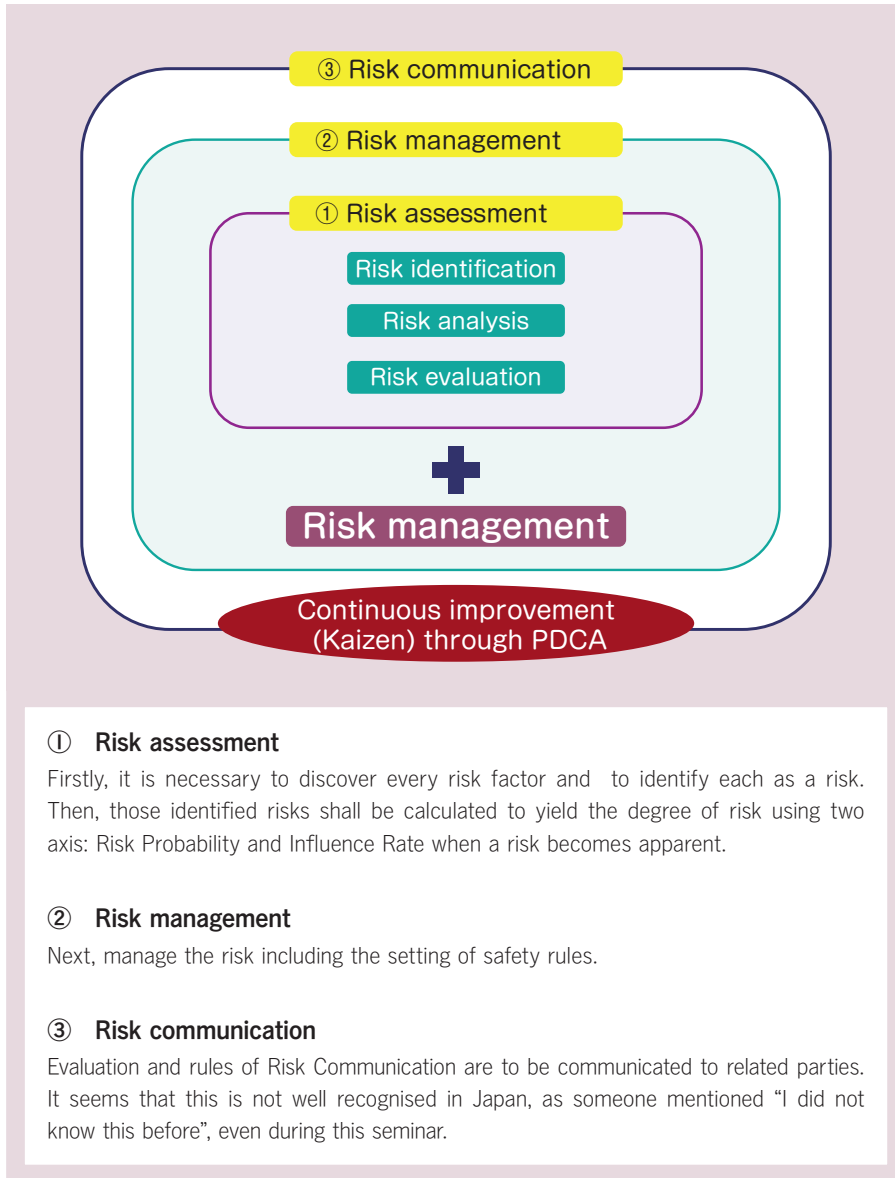 ③ Risk communication
② Risk management
① Risk assessment
Risk identification
Risk analysis
Risk evaluation
Risk management
Continuous improvement
(Kaizen) through PDCA
① Risk assessment
Firstly, it is necessary to discover every risk factor and to identify each as a risk.
Then, those identified risks shall be calculated to yield the degree of risk using two
axis: Risk Probability and Influence Rate when a risk becomes apparent.
② Risk management
Next, manage the risk including the setting of safety rules.
③ Risk communication
Evaluation and rules of Risk Communication are to be communicated to related parties.
It seems that this is not well recognised in Japan, as someone mentioned “I did not
know this before”, even during this seminar.